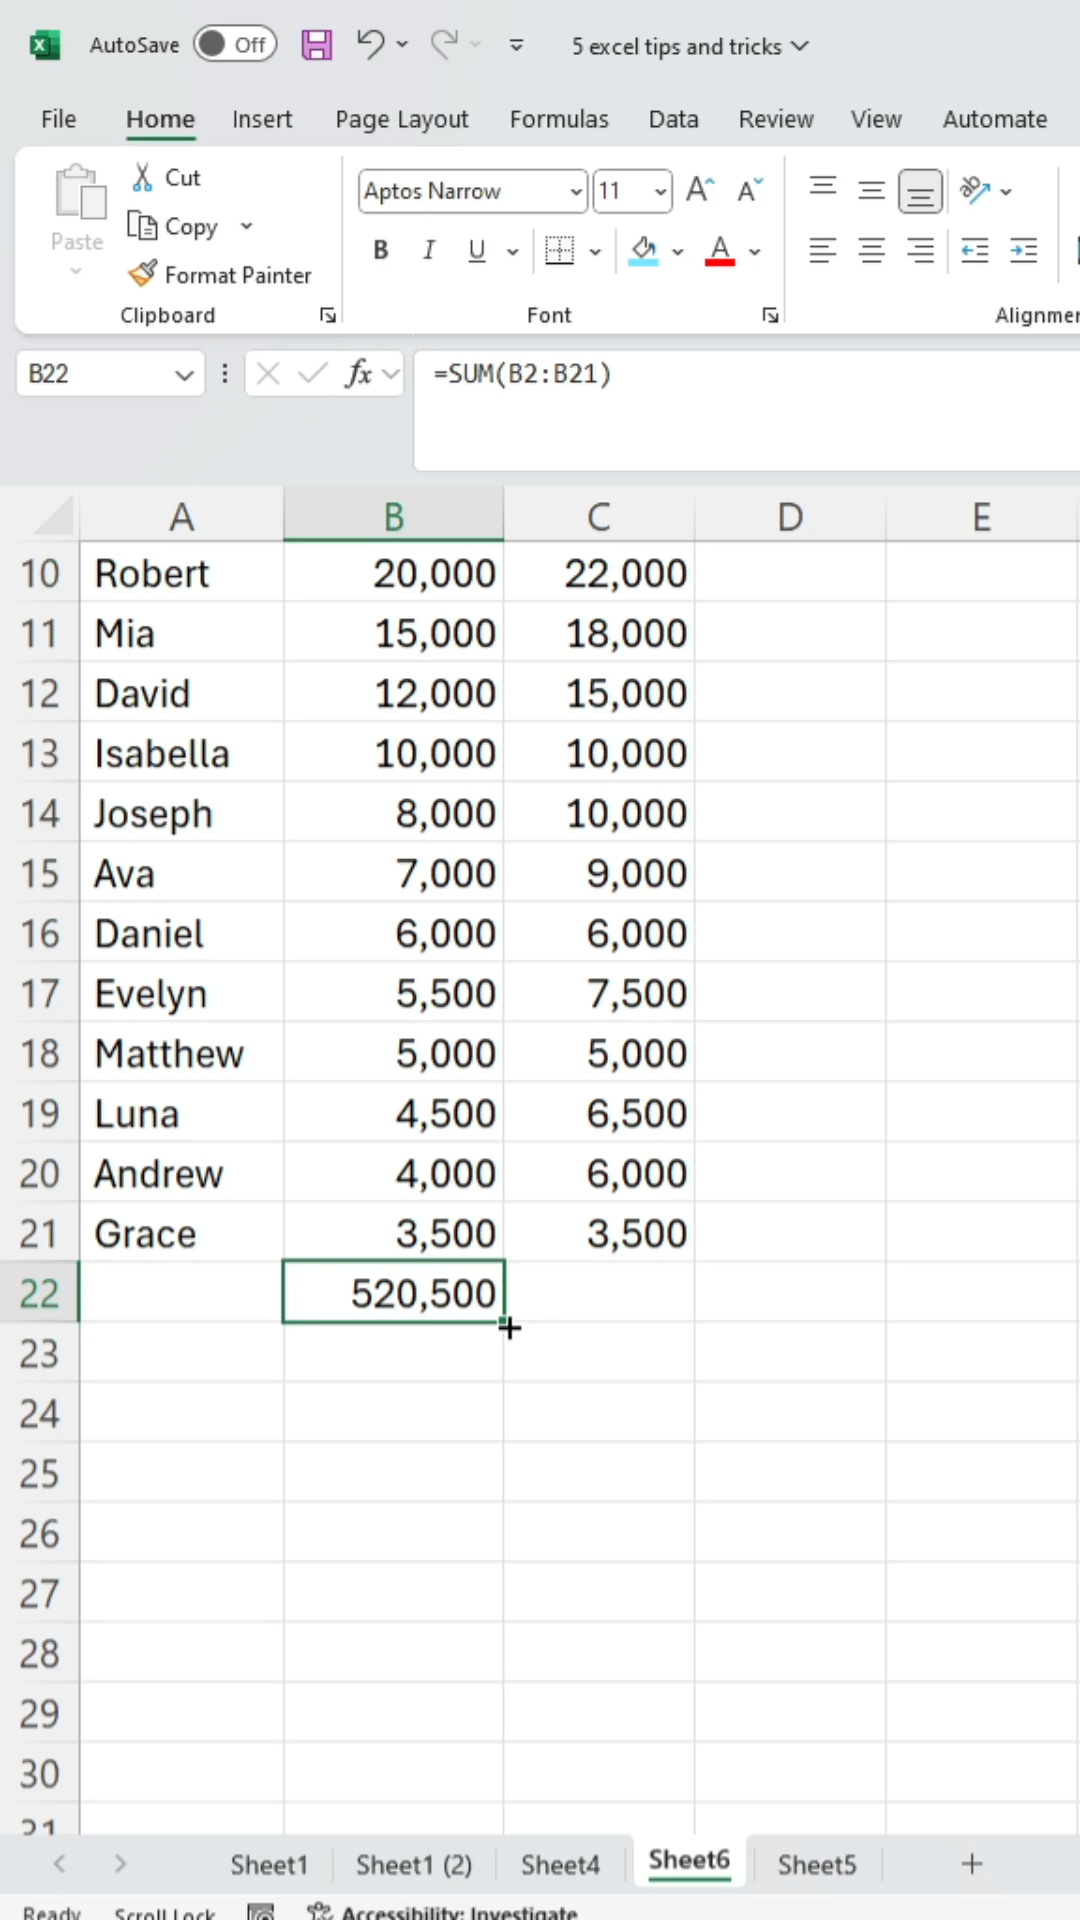 AutoSave Off 5 excel tips and tricks
File Home Insert Page Layout Formulas Data Review View Automate
Paste
Cut
Copy
Format Painter
Clipboard
Aptos Narrow 11
B I U A
Font
Alignmen
B22 fx =SUM(B2:B21)
A B C D E
10 Robert 20,000 22,000
11 Mia 15,000 18,000
12 David 12,000 15,000
13 Isabella 10,000 10,000
14 Joseph 8,000 10,000
15 Ava 7,000 9,000
16 Daniel 6,000 6,000
17 Evelyn 5,500 7,500
18 Matthew 5,000 5,000
19 Luna 4,500 6,500
20 Andrew 4,000 6,000
21 Grace 3,500 3,500
22 520,500
23
24
25
26
27
28
29
30
31
Sheet1 Sheet1 (2) Sheet4 Sheet6 Sheet5
Ready Scroll Lock Accessibility: Investigate